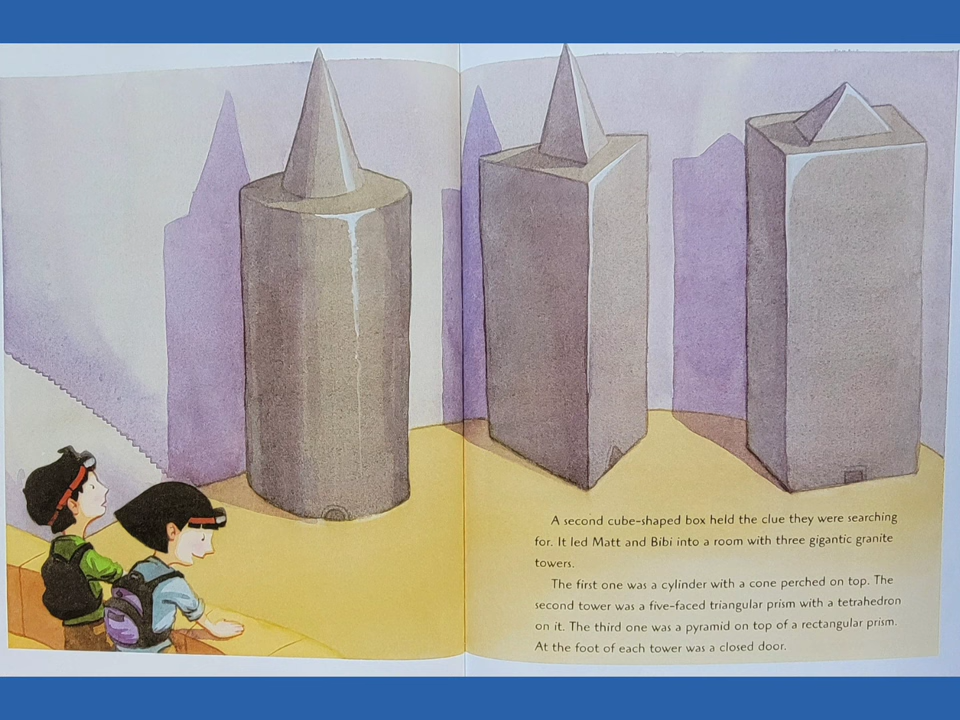 A second cube-shaped box held the clue they were searching
for. It led Matt and Bibi into a room with three gigantic granite
towers.
The first one was a cylinder with a cone perched on top. The
second tower was a five-faced triangular prism with a tetrahedron
on it. The third one was a pyramid on top of a rectangular prism.
At the foot of each tower was a closed door.